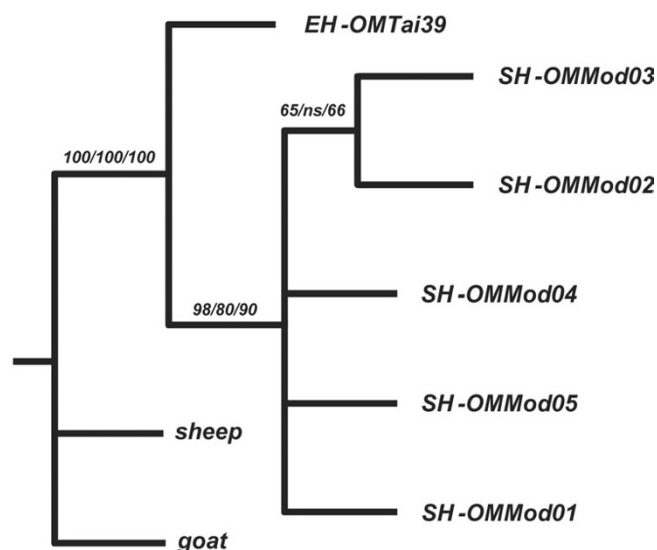 EH-OMTai39
SH-OMMod03
65/ns/66
100/100/100
SH-OMMod02
SH-OMMod04
98/80/90
SH-OMMod05
sheep
SH-OMMod01
goat